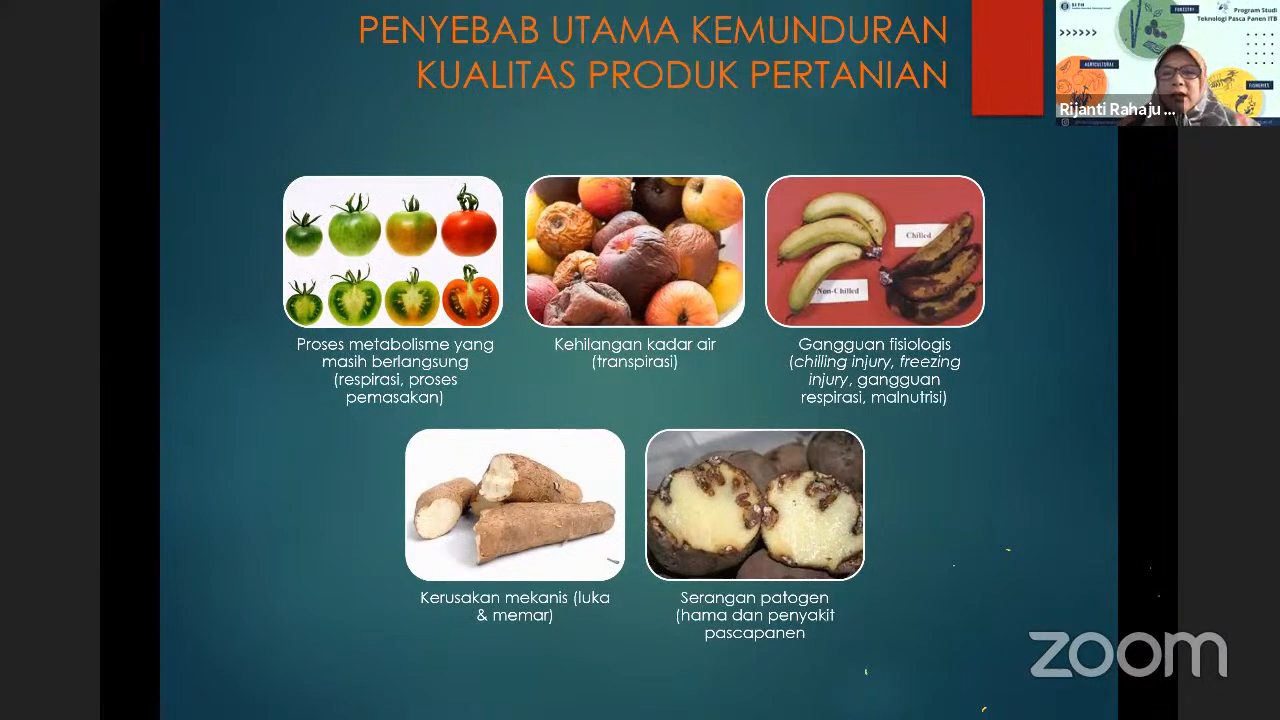 PENYEBAB UTAMA KEMUNDURAN
KUALITAS PRODUK PERTANIAN
FORESTRY
Program Studi
Teknologi Pasca Panen ITB
>>>>>>
AGRICULTURAL
FISHERIES
Rijanti Rahaju ...
Chilled
Non-Chilled
Proses metabolisme yang
masih berlangsung
(respirasi, proses
pemasakan)
Kehilangan kadar air
(transpirasi)
Gangguan fisiologis
(chilling injury, freezing
injury, gangguan
respirasi, malnutrisi)
Kerusakan mekanis (luka
& memar)
Serangan patogen
(hama dan penyakit
pascapanen
zoom